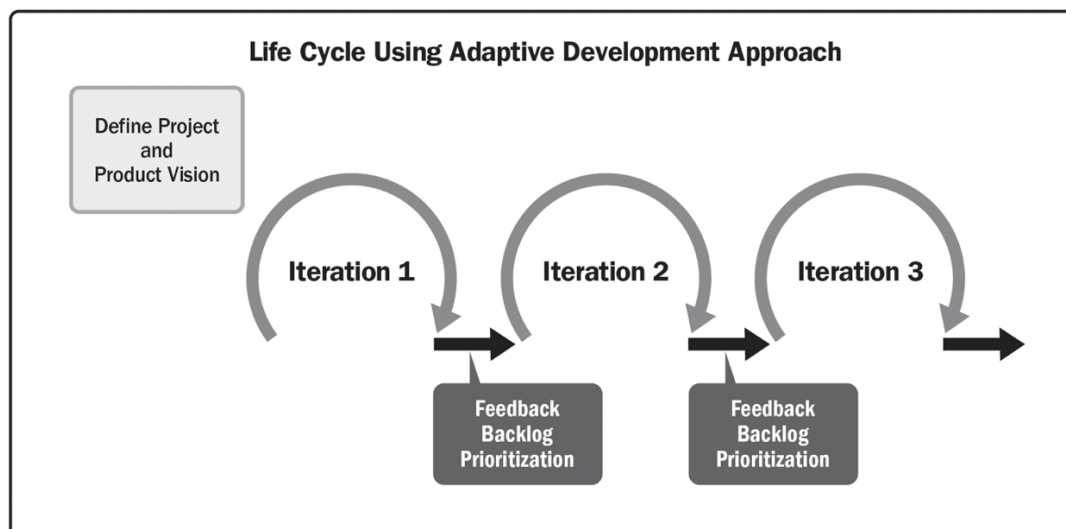 Life Cycle Using Adaptive Development Approach
Define Project
and
Product Vision
Iteration 1
Iteration 2
Iteration 3
Feedback
Backlog
Prioritization
Feedback
Backlog
Prioritization